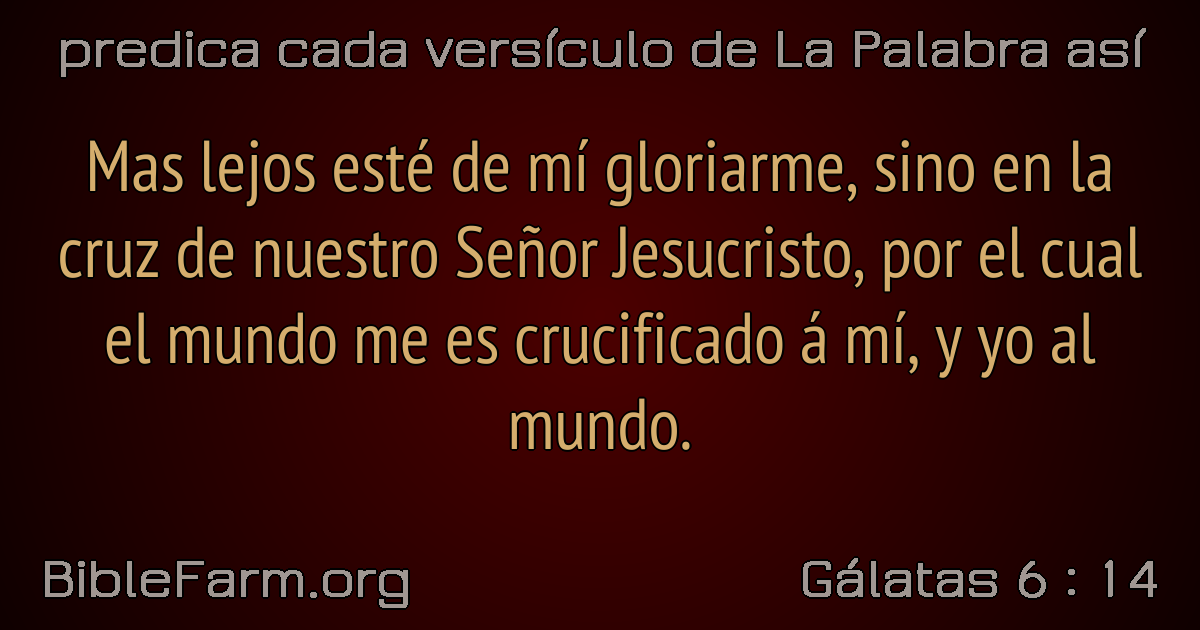 predica cada versículo de La Palabra así
Mas lejos esté de mí gloriarme, sino en la
cruz de nuestro Señor Jesucristo, por el cual
el mundo me es crucificado á mí, y yo al
mundo.
BibleFarm.org
Gálatas 6 : 14